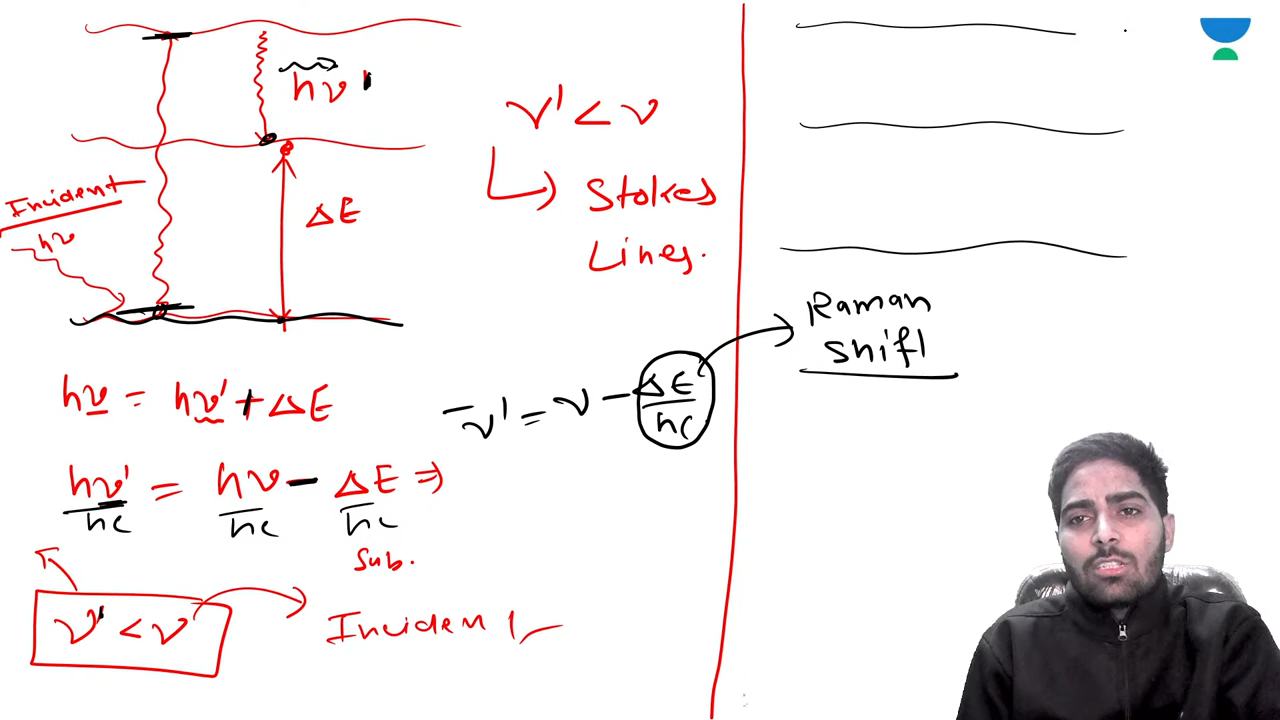 hν'
ν' < ν
Incident
hν
Stokes
Lines.
ΔE
Raman
Shift
hν = hν' + ΔE
ν̄' = ν - ΔE/hc
hν'/hc = hν/hc - ΔE/hc ⇒
Sub.
ν' < ν
Incident